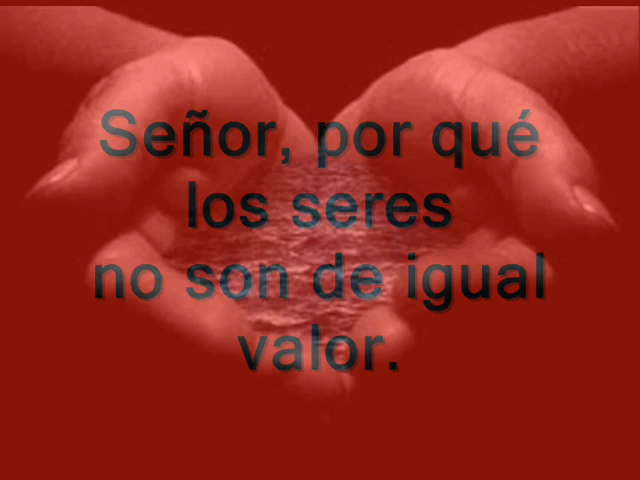 Señor, por qué
los seres
no son de igual
valor.